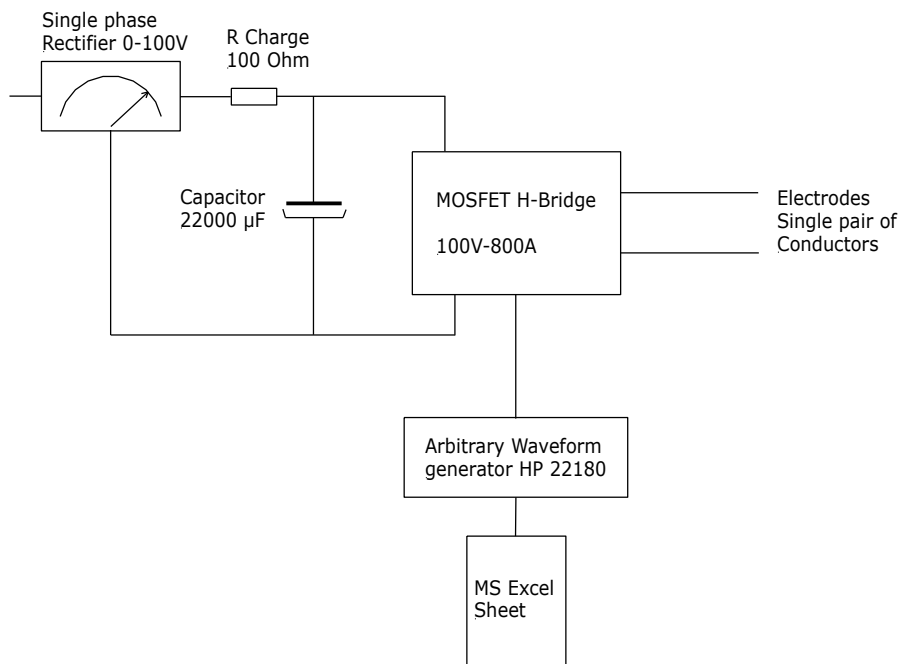 Single phase
Rectifier 0-100V
R Charge
100 Ohm
Capacitor
22000 µF
MOSFET H-Bridge
100V-800A
Electrodes
Single pair of
Conductors
Arbitrary Waveform
generator HP 22180
MS Excel
Sheet